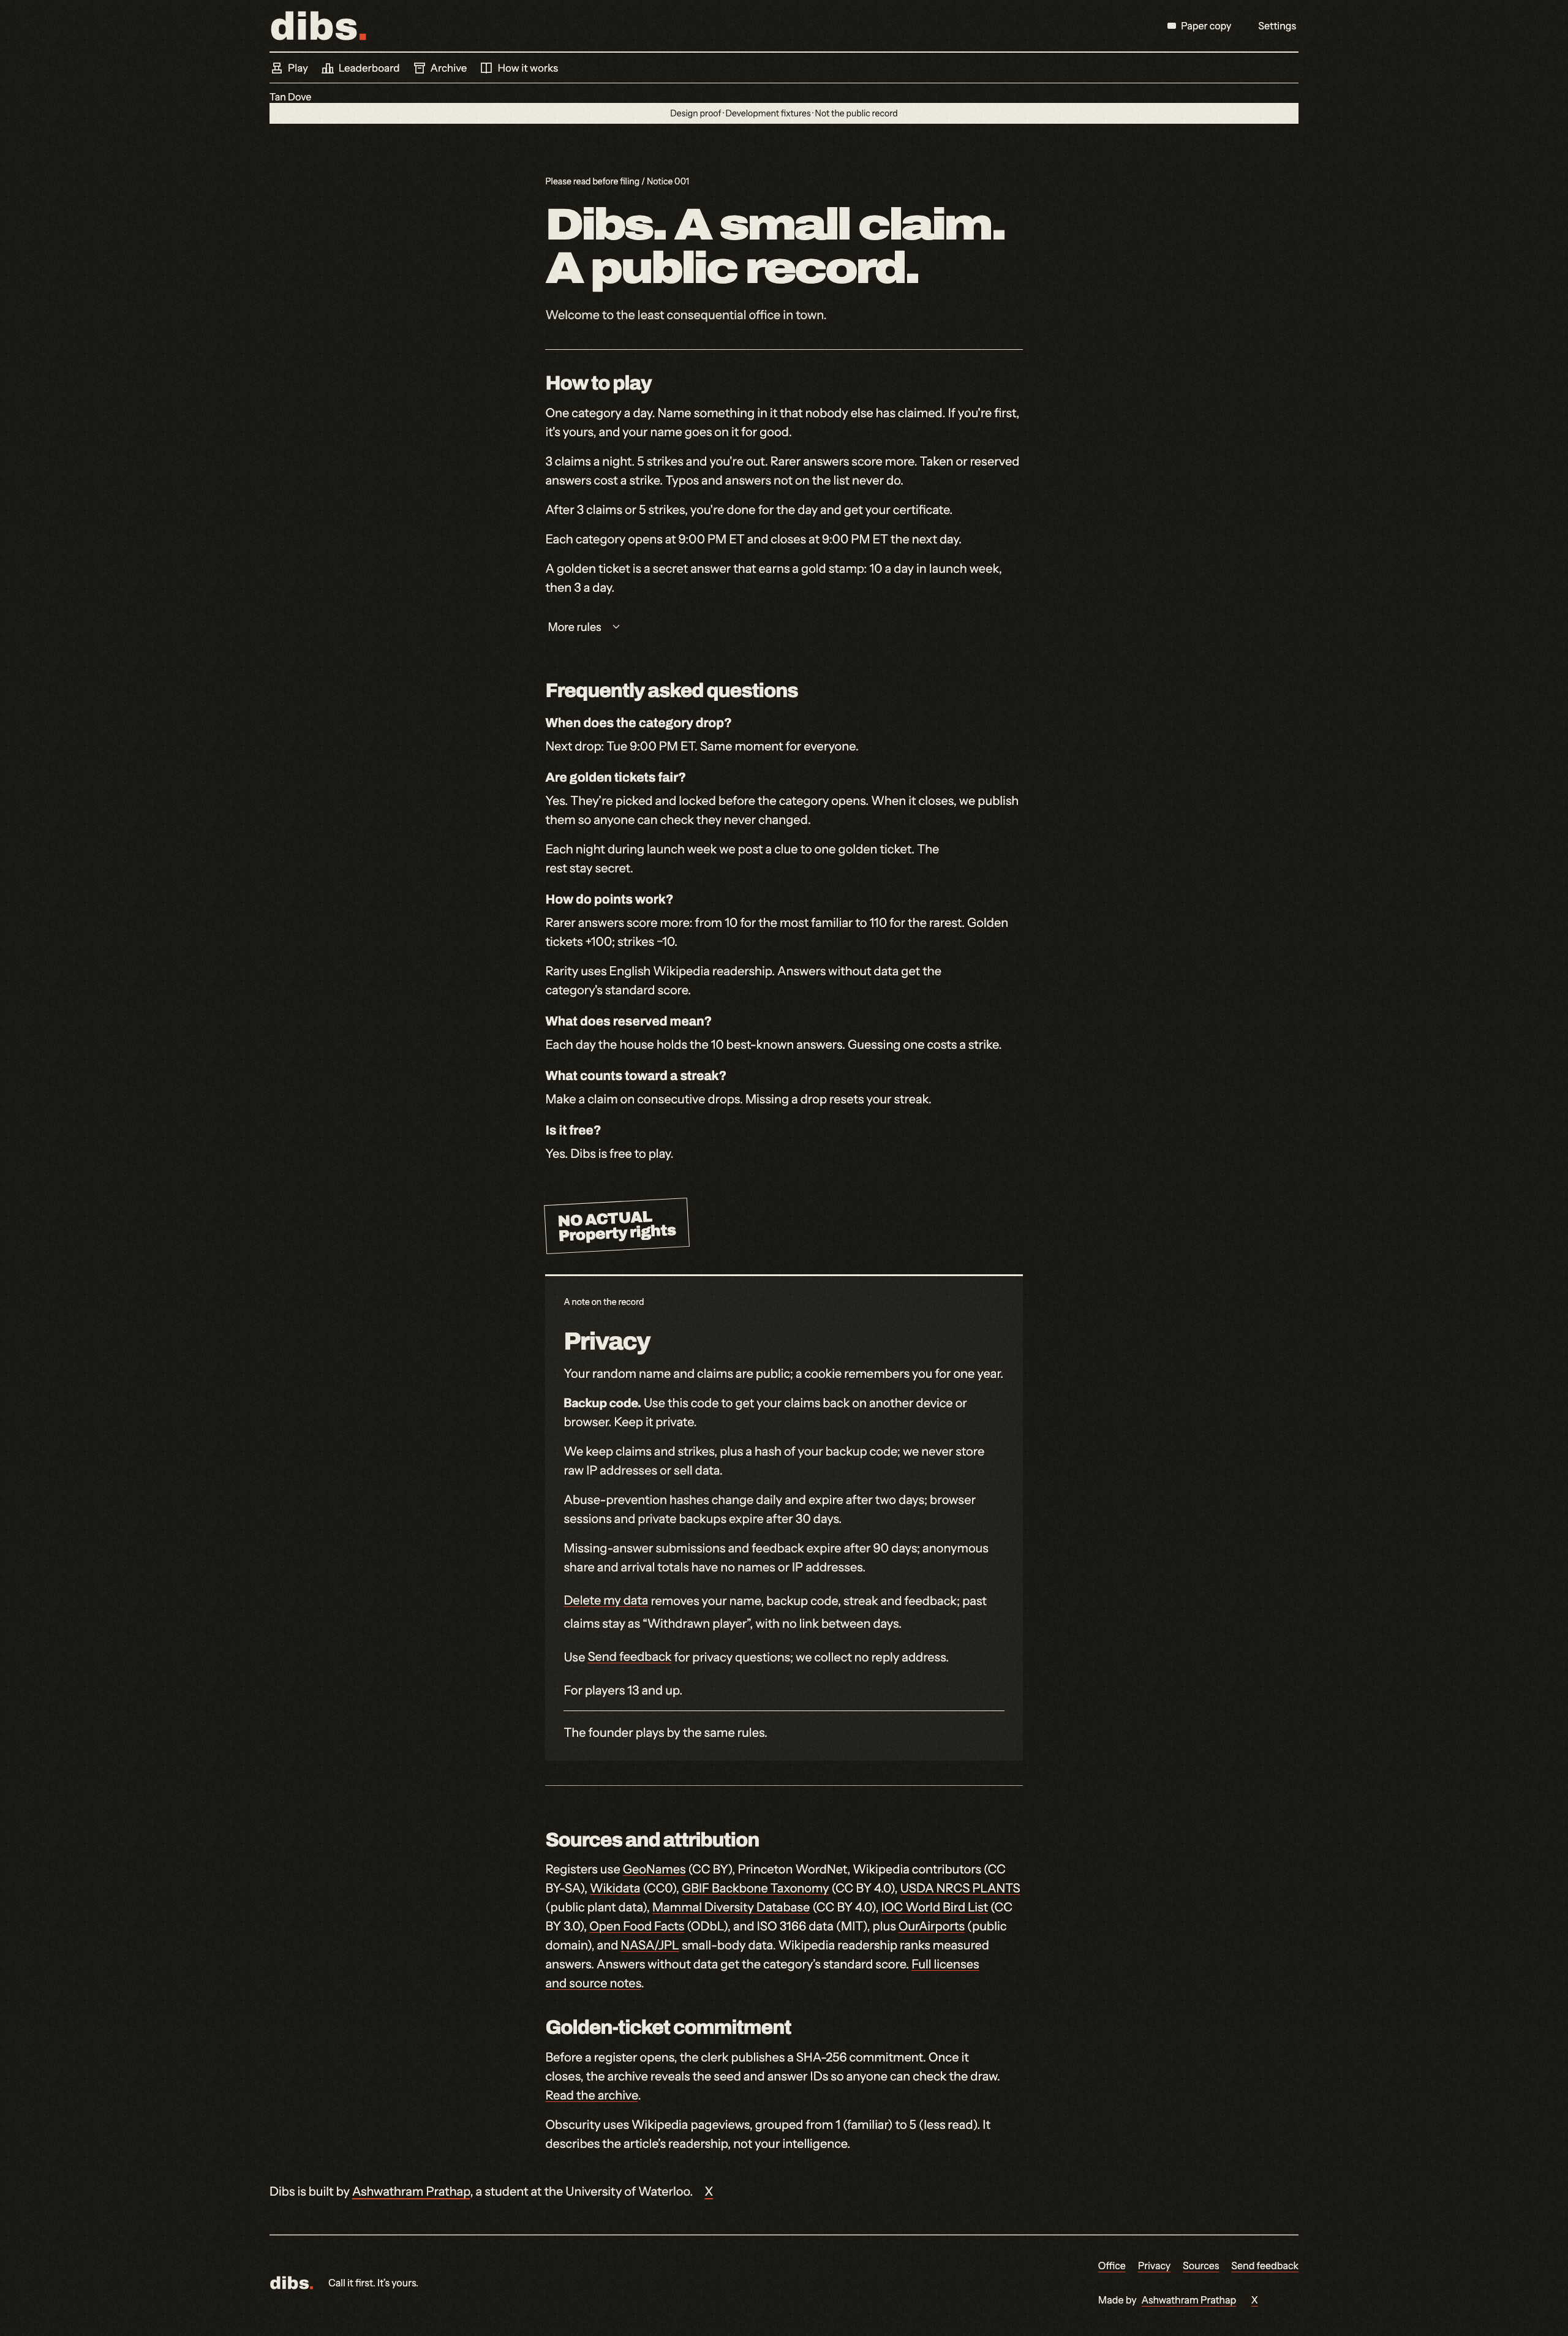 dibs.
Paper copy
Settings
Play
Leaderboard
Archive
How it works
Tan Dove
Design proof · Development fixtures · Not the public record
Please read before filing / Notice 001
Dibs. A small claim.
A public record.
Welcome to the least consequential office in town.
How to play
One category a day. Name something in it that nobody else has claimed. If you're first,
it's yours, and your name goes on it for good.
3 claims a night. 5 strikes and you're out. Rarer answers score more. Taken or reserved
answers cost a strike. Typos and answers not on the list never do.
After 3 claims or 5 strikes, you're done for the day and get your certificate.
Each category opens at 9:00 PM ET and closes at 9:00 PM ET the next day.
A golden ticket is a secret answer that earns a gold stamp: 10 a day in launch week,
then 3 a day.
More rules
Frequently asked questions
When does the category drop?
Next drop: Tue 9:00 PM ET. Same moment for everyone.
Are golden tickets fair?
Yes. They're picked and locked before the category opens. When it closes, we publish
them so anyone can check they never changed.
Each night during launch week we post a clue to one golden ticket. The
rest stay secret.
How do points work?
Rarer answers score more: from 10 for the most familiar to 110 for the rarest. Golden
tickets +100; strikes −10.
Rarity uses English Wikipedia readership. Answers without data get the
category's standard score.
What does reserved mean?
Each day the house holds the 10 best-known answers. Guessing one costs a strike.
What counts toward a streak?
Make a claim on consecutive drops. Missing a drop resets your streak.
Is it free?
Yes. Dibs is free to play.
NO ACTUAL
Property rights
A note on the record
Privacy
Your random name and claims are public; a cookie remembers you for one year.
Backup code. Use this code to get your claims back on another device or
browser. Keep it private.
We keep claims and strikes, plus a hash of your backup code; we never store
raw IP addresses or sell data.
Abuse-prevention hashes change daily and expire after two days; browser
sessions and private backups expire after 30 days.
Missing-answer submissions and feedback expire after 90 days; anonymous
share and arrival totals have no names or IP addresses.
Delete my data removes your name, backup code, streak and feedback; past
claims stay as “Withdrawn player”, with no link between days.
Use Send feedback for privacy questions; we collect no reply address.
For players 13 and up.
The founder plays by the same rules.
Sources and attribution
Registers use GeoNames (CC BY), Princeton WordNet, Wikipedia contributors (CC
BY-SA), Wikidata (CC0), GBIF Backbone Taxonomy (CC BY 4.0), USDA NRCS PLANTS
(public plant data), Mammal Diversity Database (CC BY 4.0), IOC World Bird List (CC
BY 3.0), Open Food Facts (ODbL), and ISO 3166 data (MIT), plus OurAirports (public
domain), and NASA/JPL small-body data. Wikipedia readership ranks measured
answers. Answers without data get the category's standard score. Full licenses
and source notes.
Golden-ticket commitment
Before a register opens, the clerk publishes a SHA-256 commitment. Once it
closes, the archive reveals the seed and answer IDs so anyone can check the draw.
Read the archive.
Obscurity uses Wikipedia pageviews, grouped from 1 (familiar) to 5 (less read). It
describes the article's readership, not your intelligence.
Dibs is built by Ashwathram Prathap, a student at the University of Waterloo. X
dibs.
Call it first. It's yours.
Office Privacy Sources Send feedback
Made by Ashwathram Prathap X